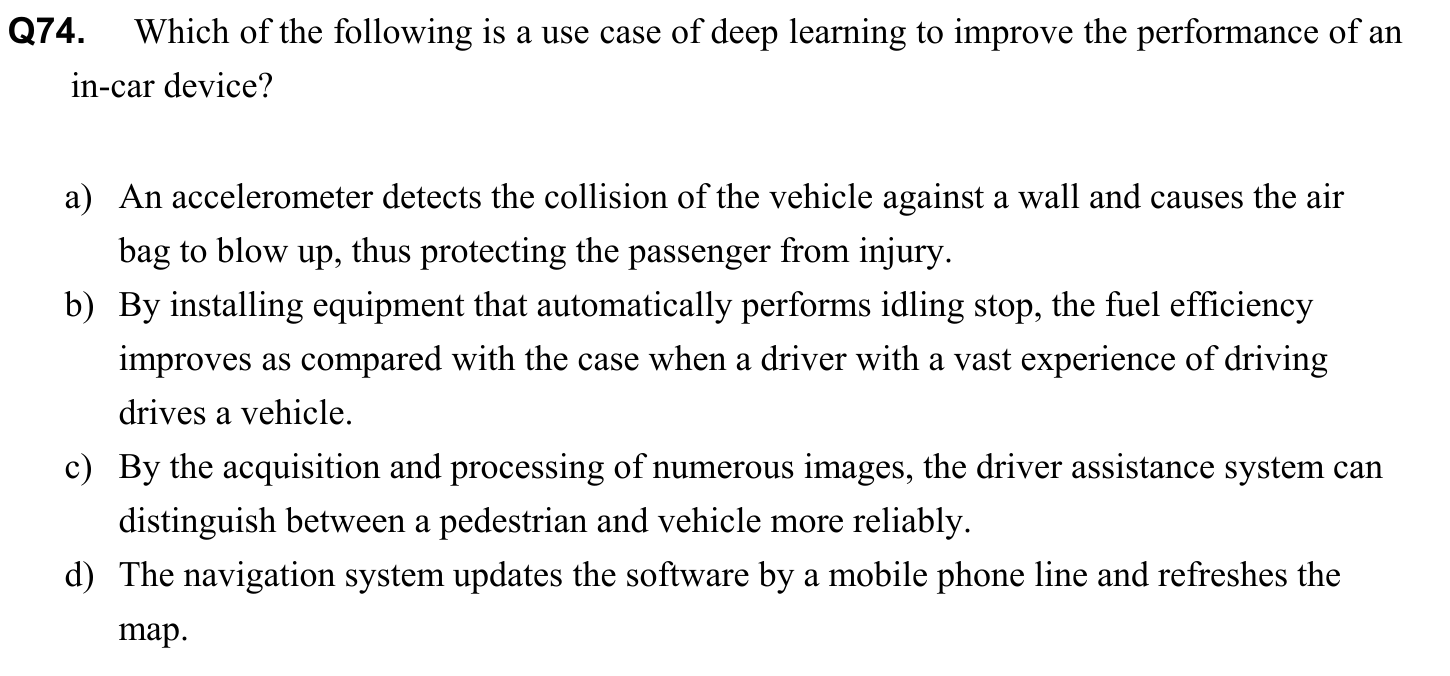 Q74. Which of the following is a use case of deep learning to improve the performance of an
in-car device?
a) An accelerometer detects the collision of the vehicle against a wall and causes the air
bag to blow up, thus protecting the passenger from injury.
b) By installing equipment that automatically performs idling stop, the fuel efficiency
improves as compared with the case when a driver with a vast experience of driving
drives a vehicle.
c) By the acquisition and processing of numerous images, the driver assistance system can
distinguish between a pedestrian and vehicle more reliably.
d) The navigation system updates the software by a mobile phone line and refreshes the
map.